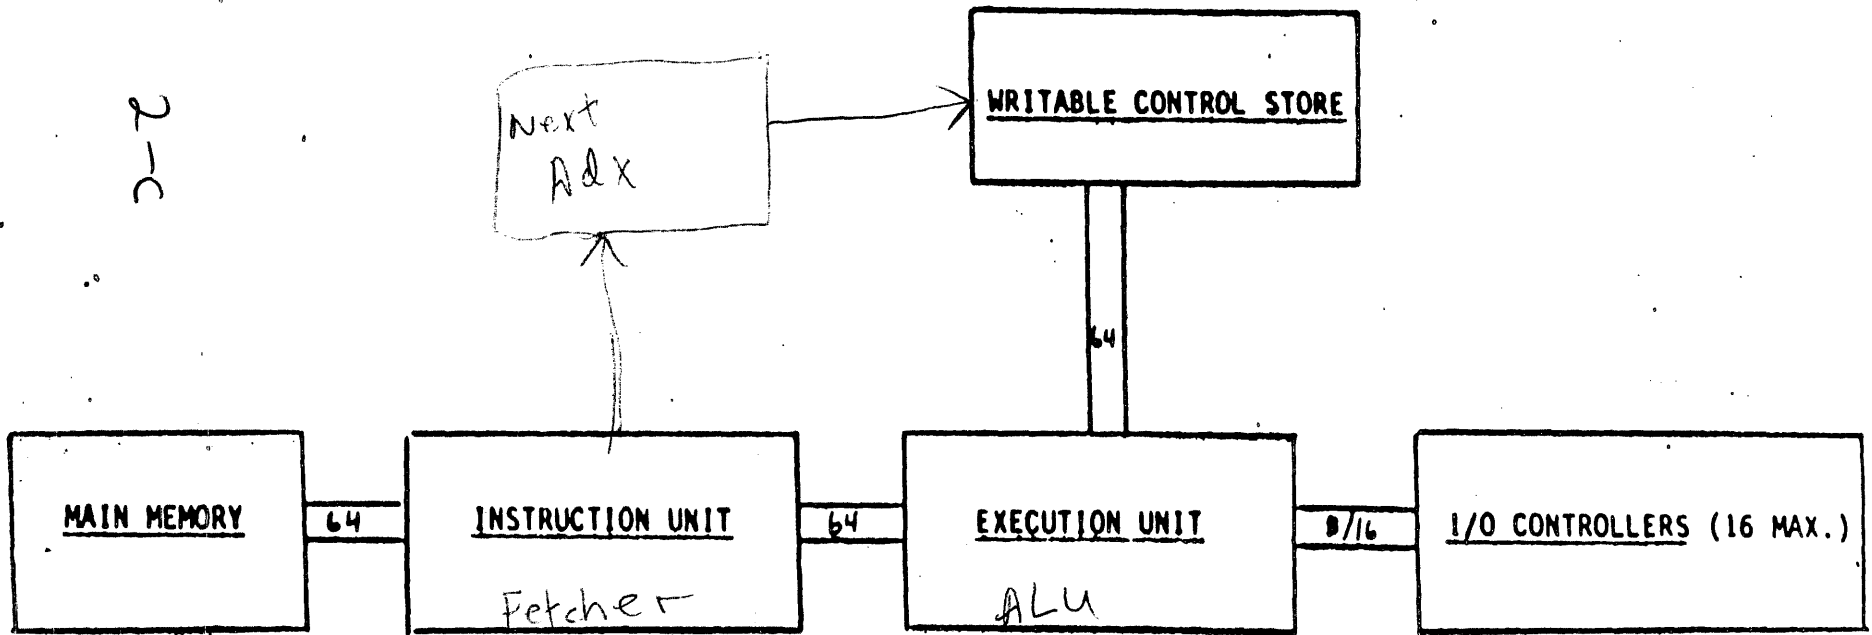 WRITABLE CONTROL STORE
Next
Adx
2-C
64
MAIN MEMORY
64
INSTRUCTION UNIT
64
EXECUTION UNIT
8/16
I/O CONTROLLERS (16 MAX.)
Fetcher
ALU